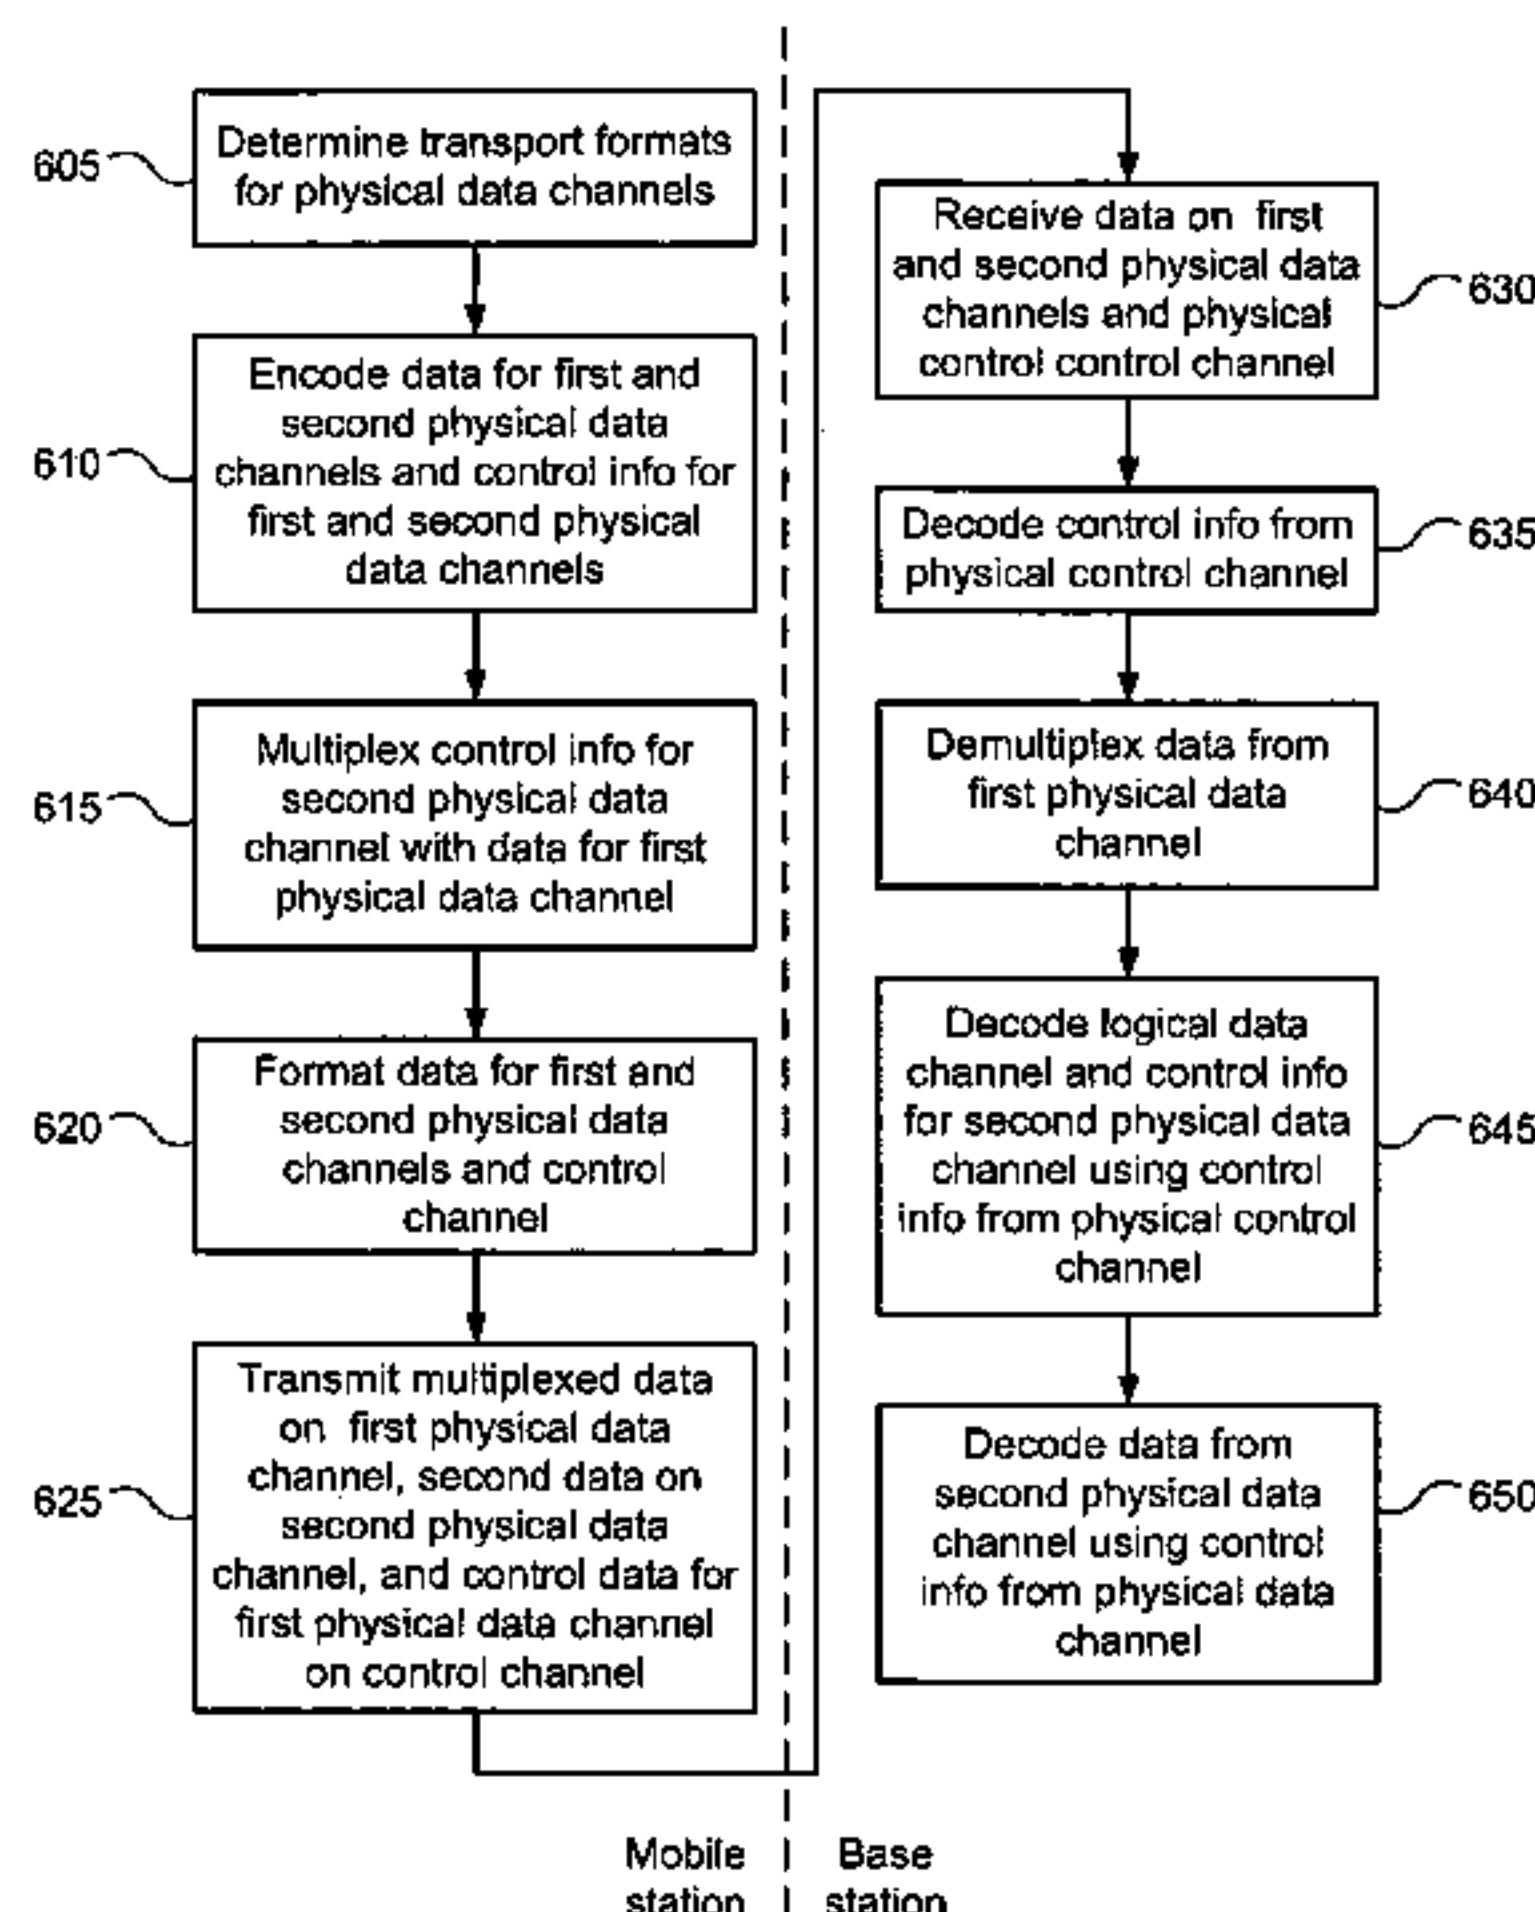 605
Determine transport formats
for physical data channels
610
Encode data for first and
second physical data
channels and control info for
first and second physical
data channels
615
Multiplex control info for
second physical data
channel with data for first
physical data channel
620
Format data for first and
second physical data
channels and control
channel
625
Transmit multiplexed data
on first physical data
channel, second data on
second physical data
channel, and control data for
first physical data channel
on control channel
Receive data on first
and second physical data
channels and physical
control control channel
630
Decode control info from
physical control channel
635
Demultiplex data from
first physical data
channel
640
Decode logical data
channel and control info
for second physical data
channel using control
info from physical control
channel
645
Decode data from
second physical data
channel using control
info from physical data
channel
650
Mobile
station
Base
station